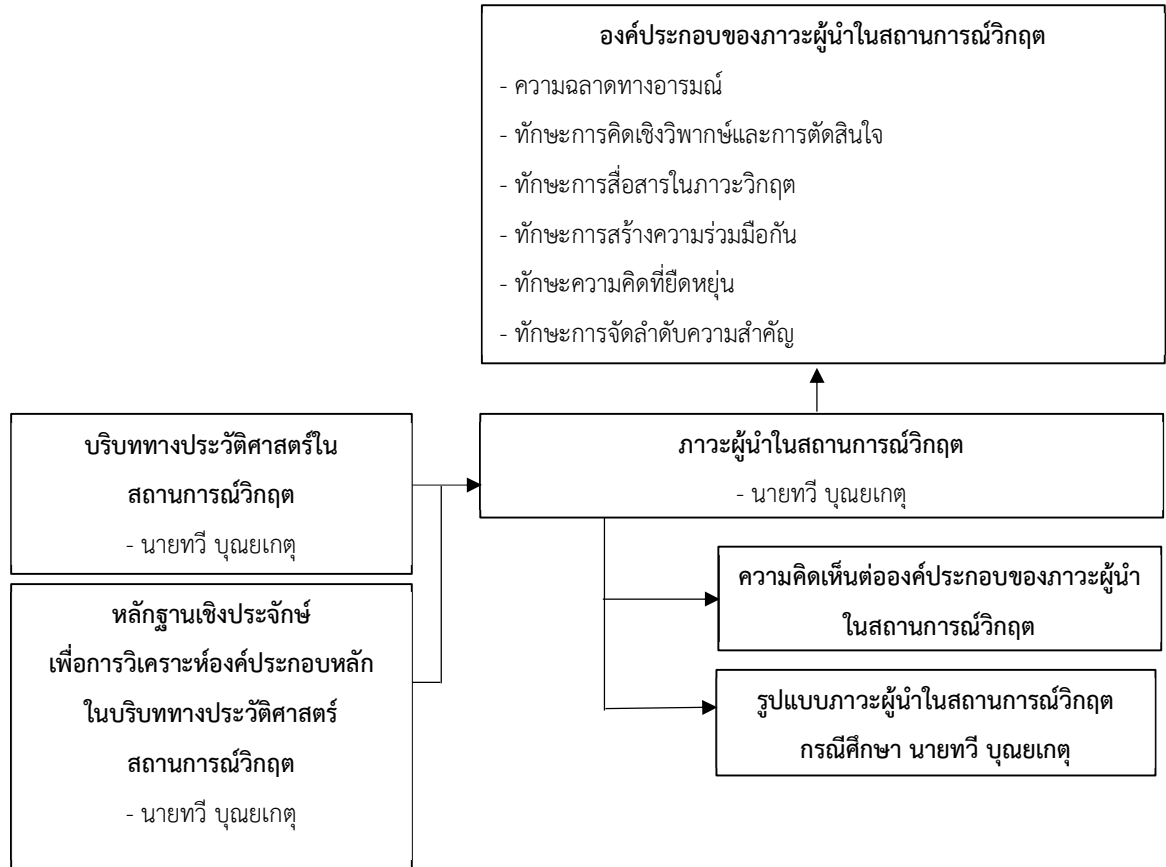 องค์ประกอบของภาวะผู้นำในสถานการณ์วิกฤต
- ความฉลาดทางอารมณ์
- ทักษะการคิดเชิงวิพากษ์และการตัดสินใจ
- ทักษะการสื่อสารในภาวะวิกฤต
- ทักษะการสร้างความร่วมมือกัน
- ทักษะความคิดที่ยืดหยุ่น
- ทักษะการจัดลำดับความสำคัญ
บริบททางประวัติศาสตร์ใน
สถานการณ์วิกฤต
- นายทวี บุณยเกตุ
ภาวะผู้นำในสถานการณ์วิกฤต
- นายทวี บุณยเกตุ
หลักฐานเชิงประจักษ์
เพื่อการวิเคราะห์องค์ประกอบหลัก
ในบริบททางประวัติศาสตร์
สถานการณ์วิกฤต
- นายทวี บุณยเกตุ
ความคิดเห็นต่อองค์ประกอบของภาวะผู้นำ
ในสถานการณ์วิกฤต
รูปแบบภาวะผู้นำในสถานการณ์วิกฤต
กรณีศึกษา นายทวี บุณยเกตุ